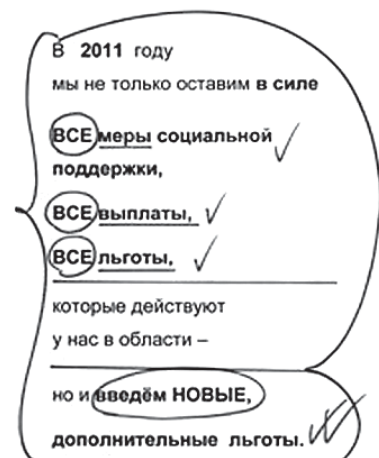 В 2011 году
мы не только оставим в силе
ВСЕ меры социальной
поддержки,
ВСЕ выплаты,
ВСЕ льготы,
которые действуют
у нас в области –
но и введём НОВЫЕ,
дополнительные льготы.